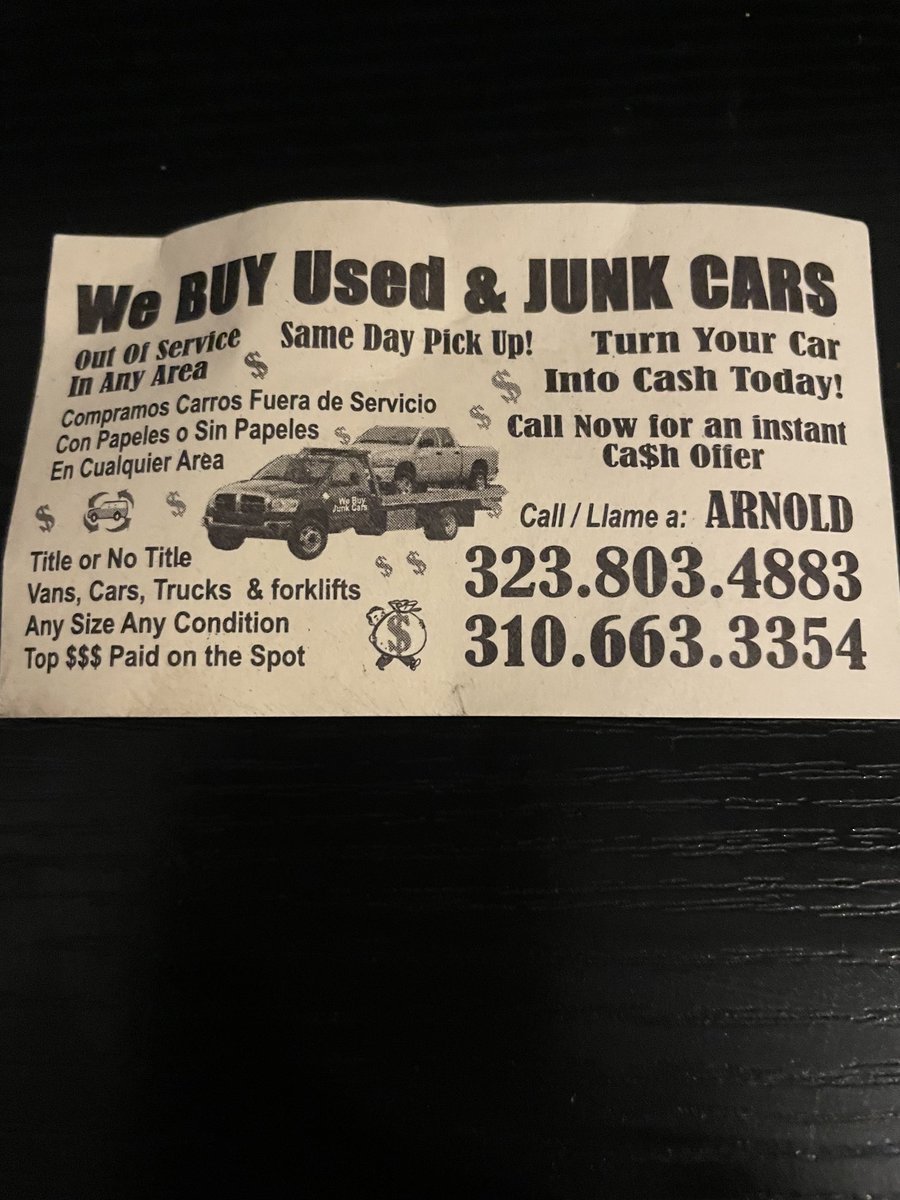 We BUY Used & JUNK CARS
Out Of Service
In Any Area
Same Day Pick Up!
Turn Your Car
Into Cash Today!
Compramos Carros Fuera de Servicio
Con Papeles o Sin Papeles
En Cualquier Area
Call Now for an instant
Ca$h Offer
We Buy
Junk Cars
Call / Llame a: ARNOLD
323.803.4883
310.663.3354
Title or No Title
Vans, Cars, Trucks & forklifts
Any Size Any Condition
Top $$$ Paid on the Spot
$